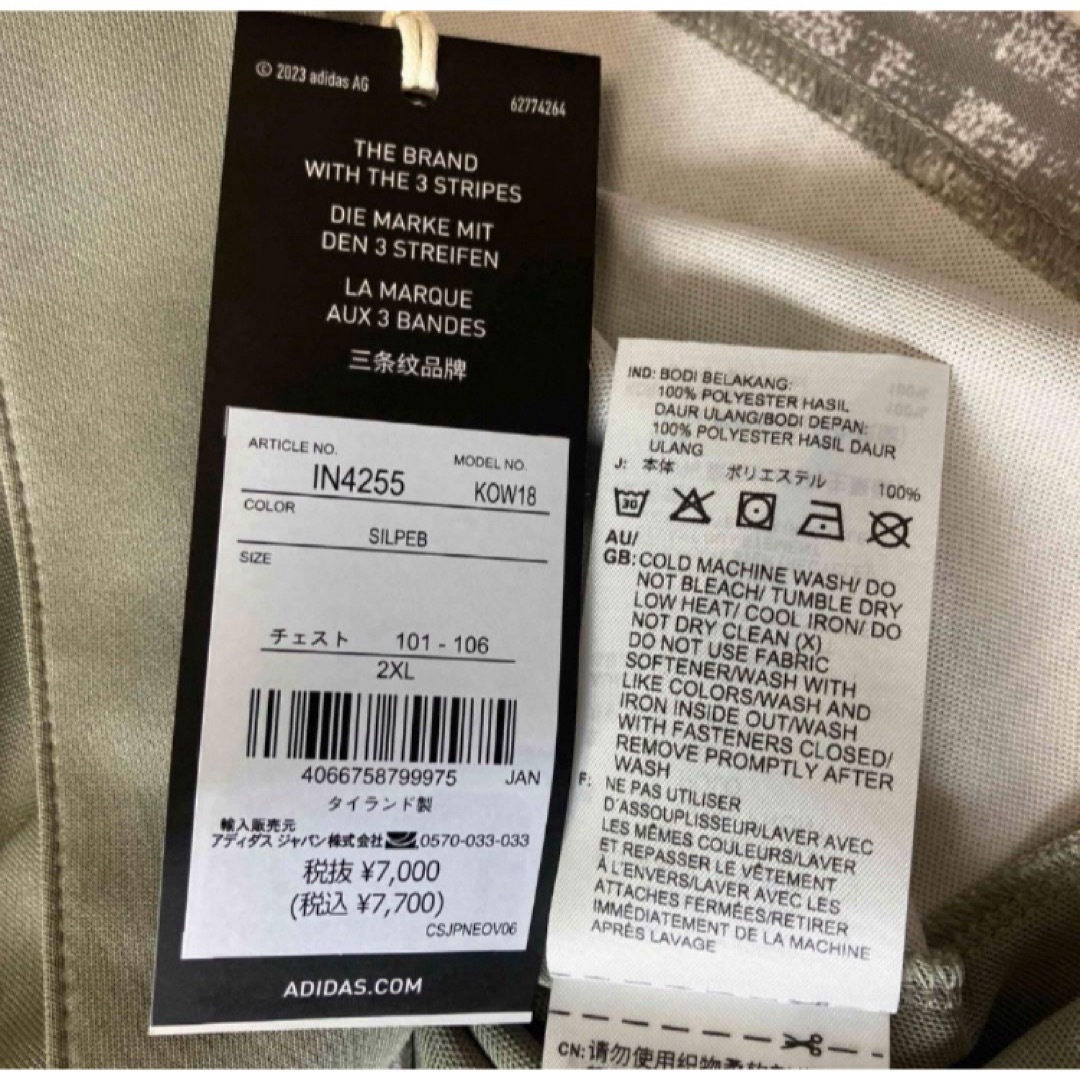 © 2023 adidas AG
62774264
THE BRAND
WITH THE 3 STRIPES
DIE MARKE MIT
DEN 3 STREIFEN
LA MARQUE
AUX 3 BANDES
三条纹品牌
ARTICLE NO.
IN4255
MODEL NO.
KOW18
COLOR
SILPEB
SIZE
チェスト 101 - 106
2XL
4066758799975 JAN
タイランド製
輸入販売元
アディダス ジャパン株式会社 0570-033-033
税抜 ¥7,000
(税込 ¥7,700)
CSJPNEOV06
ADIDAS.COM
IND: BODI BELAKANG:
100% POLYESTER HASIL
DAUR ULANG/BODI DEPAN:
100% POLYESTER HASIL DAUR
ULANG
J: 本体 ポリエステル 100%
30
AU/
GB: COLD MACHINE WASH/ DO
NOT BLEACH/ TUMBLE DRY
LOW HEAT/ COOL IRON/ DO
NOT DRY CLEAN (X)
DO NOT USE FABRIC
SOFTENER/WASH WITH
LIKE COLORS/WASH AND
IRON INSIDE OUT/WASH
WITH FASTENERS CLOSED/
REMOVE PROMPTLY AFTER
WASH
F: NE PAS UTILISER
D'ASSOUPLISSEUR/LAVER AVEC
LES MÊMES COULEURS/LAVER
ET REPASSER LE VÊTEMENT
À L'ENVERS/LAVER AVEC LES
ATTACHES FERMÉES/RETIRER
IMMÉDIATEMENT DE LA MACHINE
APRÈS LAVAGE
CN: 请勿使用织物柔软剂